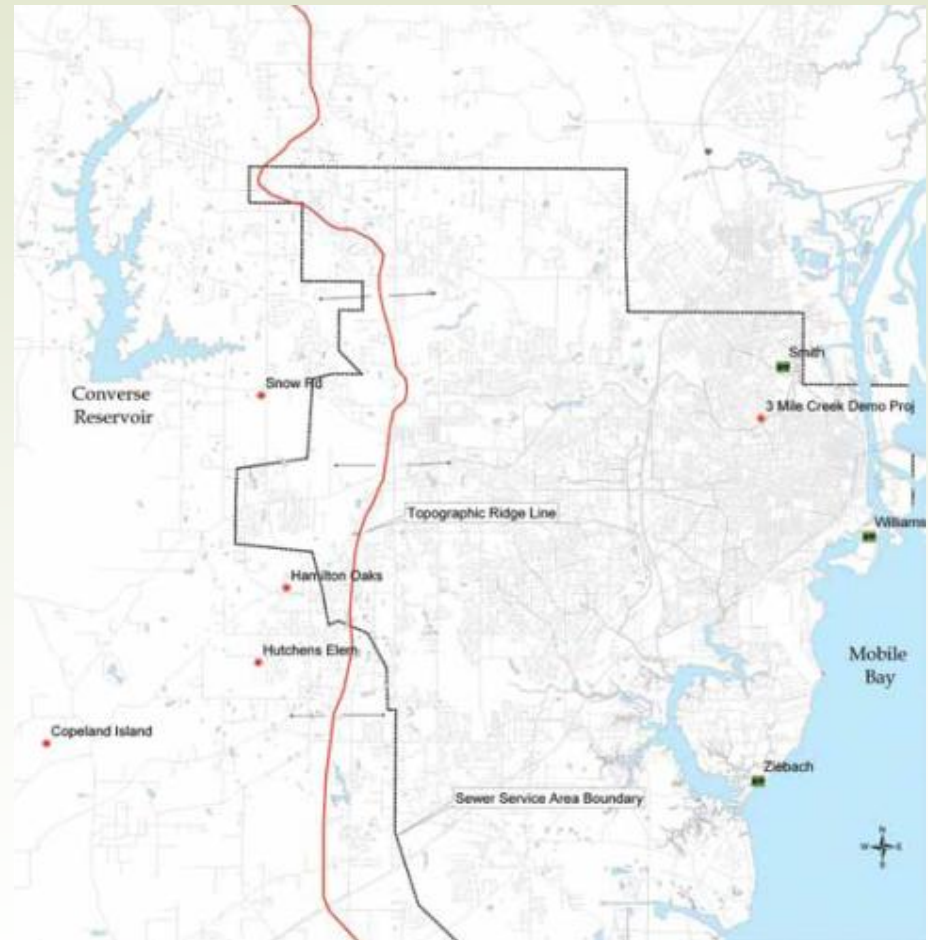 Smith
Converse
Reservoir
Snow Rd
3 Mile Creek Demo Proj
Topographic Ridge Line
Williams
Hamilton Oaks
Hutchens Elem
Mobile
Bay
Copeland Island
Ziebach
Sewer Service Area Boundary
N
W
E
S